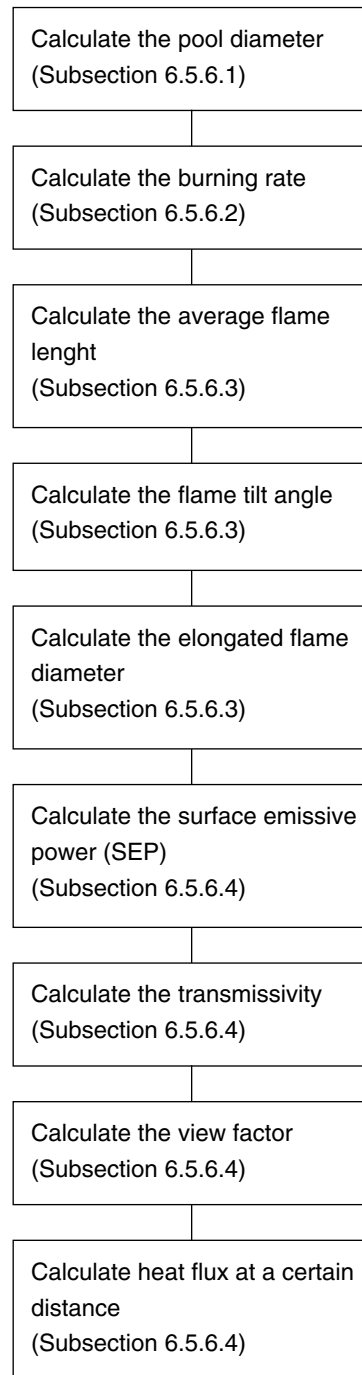 Calculate the pool diameter
(Subsection 6.5.6.1)
Calculate the burning rate
(Subsection 6.5.6.2)
Calculate the average flame
lenght
(Subsection 6.5.6.3)
Calculate the flame tilt angle
(Subsection 6.5.6.3)
Calculate the elongated flame
diameter
(Subsection 6.5.6.3)
Calculate the surface emissive
power (SEP)
(Subsection 6.5.6.4)
Calculate the transmissivity
(Subsection 6.5.6.4)
Calculate the view factor
(Subsection 6.5.6.4)
Calculate heat flux at a certain
distance
(Subsection 6.5.6.4)